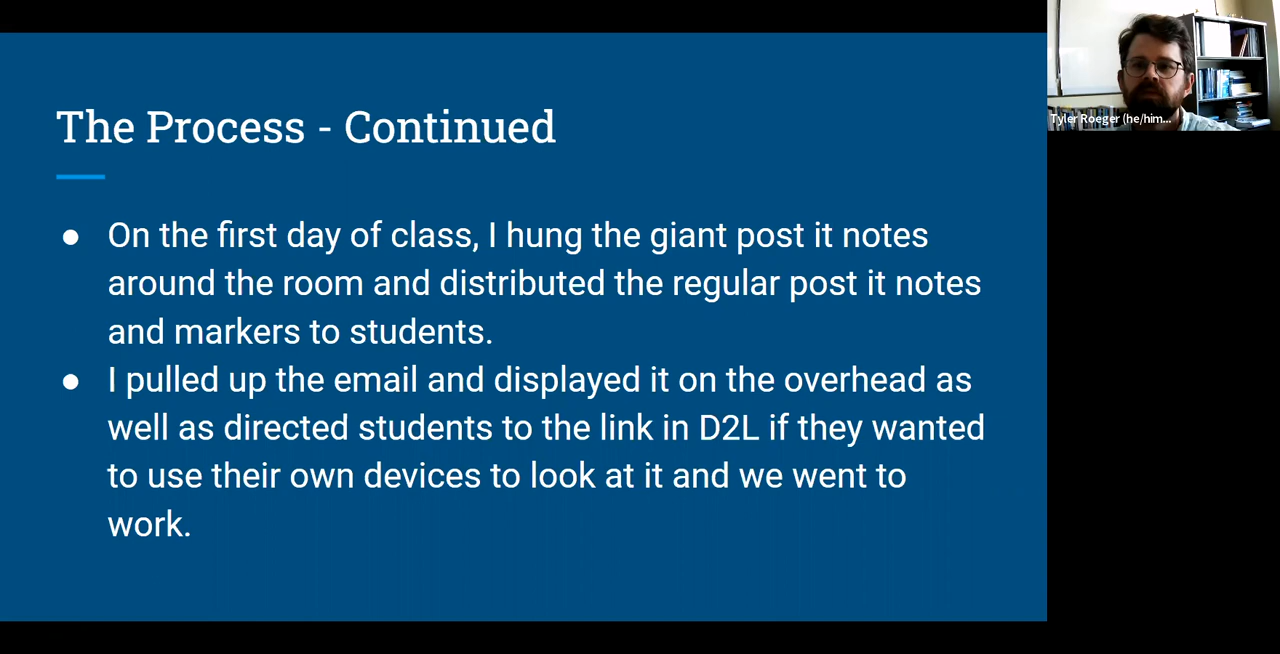 The Process - Continued
● On the first day of class, I hung the giant post it notes
around the room and distributed the regular post it notes
and markers to students.
● I pulled up the email and displayed it on the overhead as
well as directed students to the link in D2L if they wanted
to use their own devices to look at it and we went to
work.
Tyler Roeger (he/him...